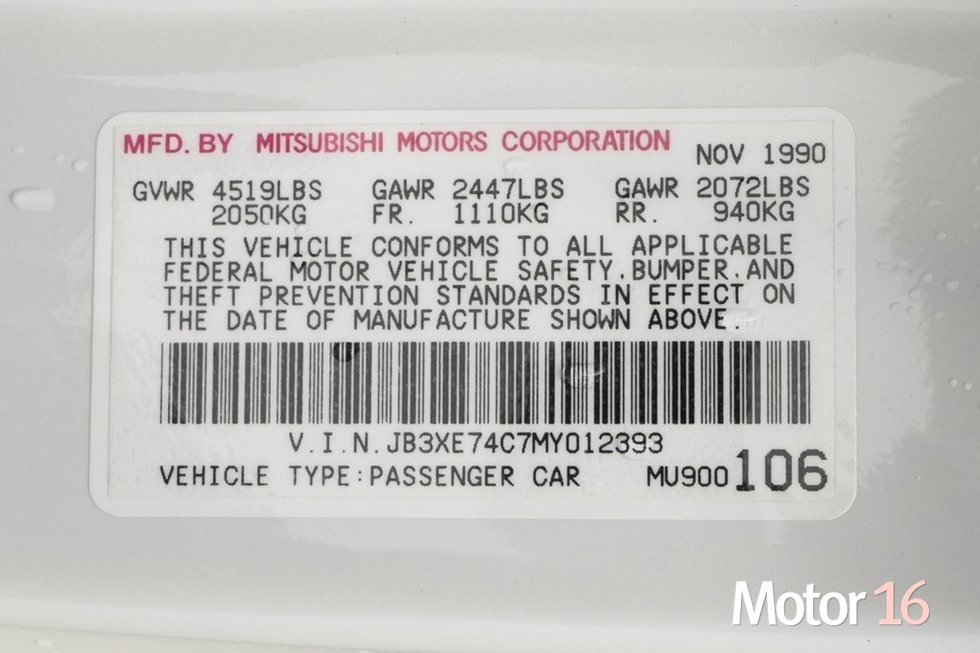 MFD. BY MITSUBISHI MOTORS CORPORATION NOV 1990
GVWR 4519LBS GAWR 2447LBS GAWR 2072LBS
2050KG FR. 1110KG RR. 940KG
THIS VEHICLE CONFORMS TO ALL APPLICABLE
FEDERAL MOTOR VEHICLE SAFETY.BUMPER.AND
THEFT PREVENTION STANDARDS IN EFFECT ON
THE DATE OF MANUFACTURE SHOWN ABOVE.
V.I.N.JB3XE74C7MY012393
VEHICLE TYPE:PASSENGER CAR MU900106
Motor 16